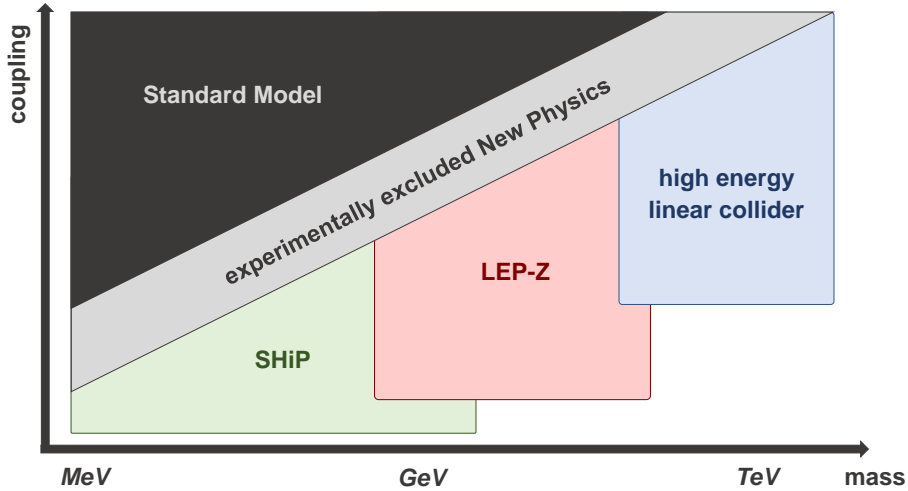 coupling
Standard Model
experimentally excluded New Physics
high energy
linear collider
LEP-Z
SHiP
MeV
GeV
TeV
mass